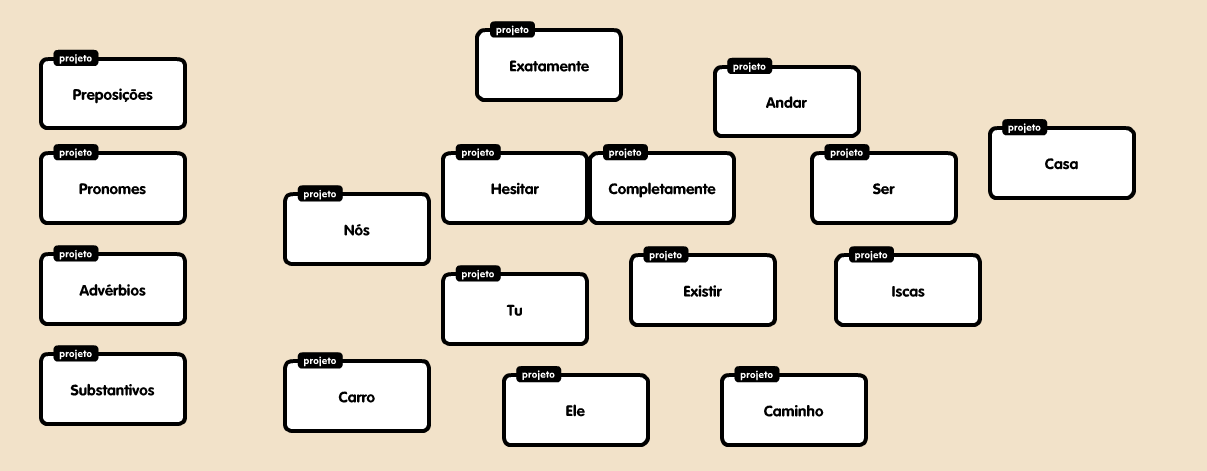 projeto
Preposições
projeto
Pronomes
projeto
Advérbios
projeto
Substantivos
projeto
Exatamente
projeto
Andar
projeto
Casa
projeto
Hesitar
projeto
Completamente
projeto
Ser
projeto
Nós
projeto
Existir
projeto
Iscas
projeto
Tu
projeto
Carro
projeto
Ele
projeto
Caminho